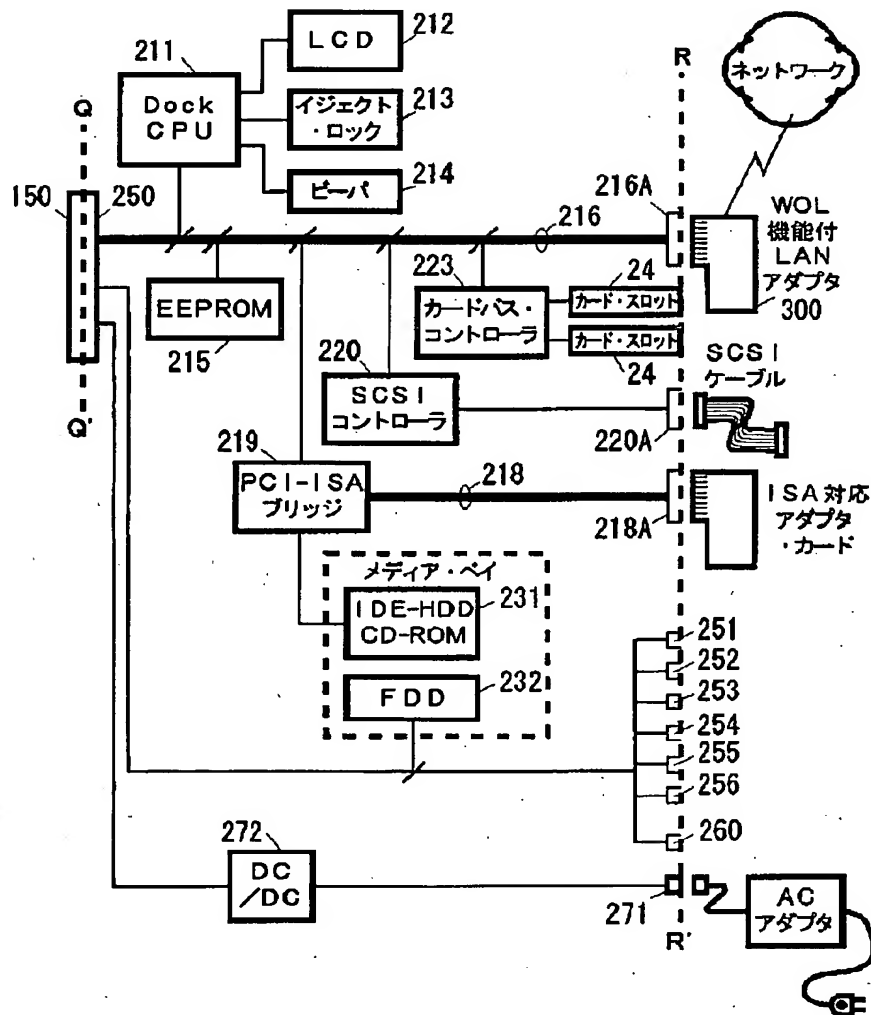 LCD
212
211
Dock
CPU
イジェクト
・ロック
213
ビーパ
214
Q
150
250
R
ネットワーク
216A
216
WOL
機能付
LAN
アダプタ
300
EEPROM
215
223
カードバス・
コントローラ
24
カード・スロット
カード・スロット
24
SCSI
ケーブル
220
SCSI
コントローラ
220A
Q'
219
PCI-ISA
ブリッジ
218
218A
ISA対応
アダプタ
・カード
メディア・ベイ
IDE-HDD
CD-ROM
231
FDD
232
251
252
253
254
255
256
260
272
DC
/DC
271
R'
AC
アダプタ